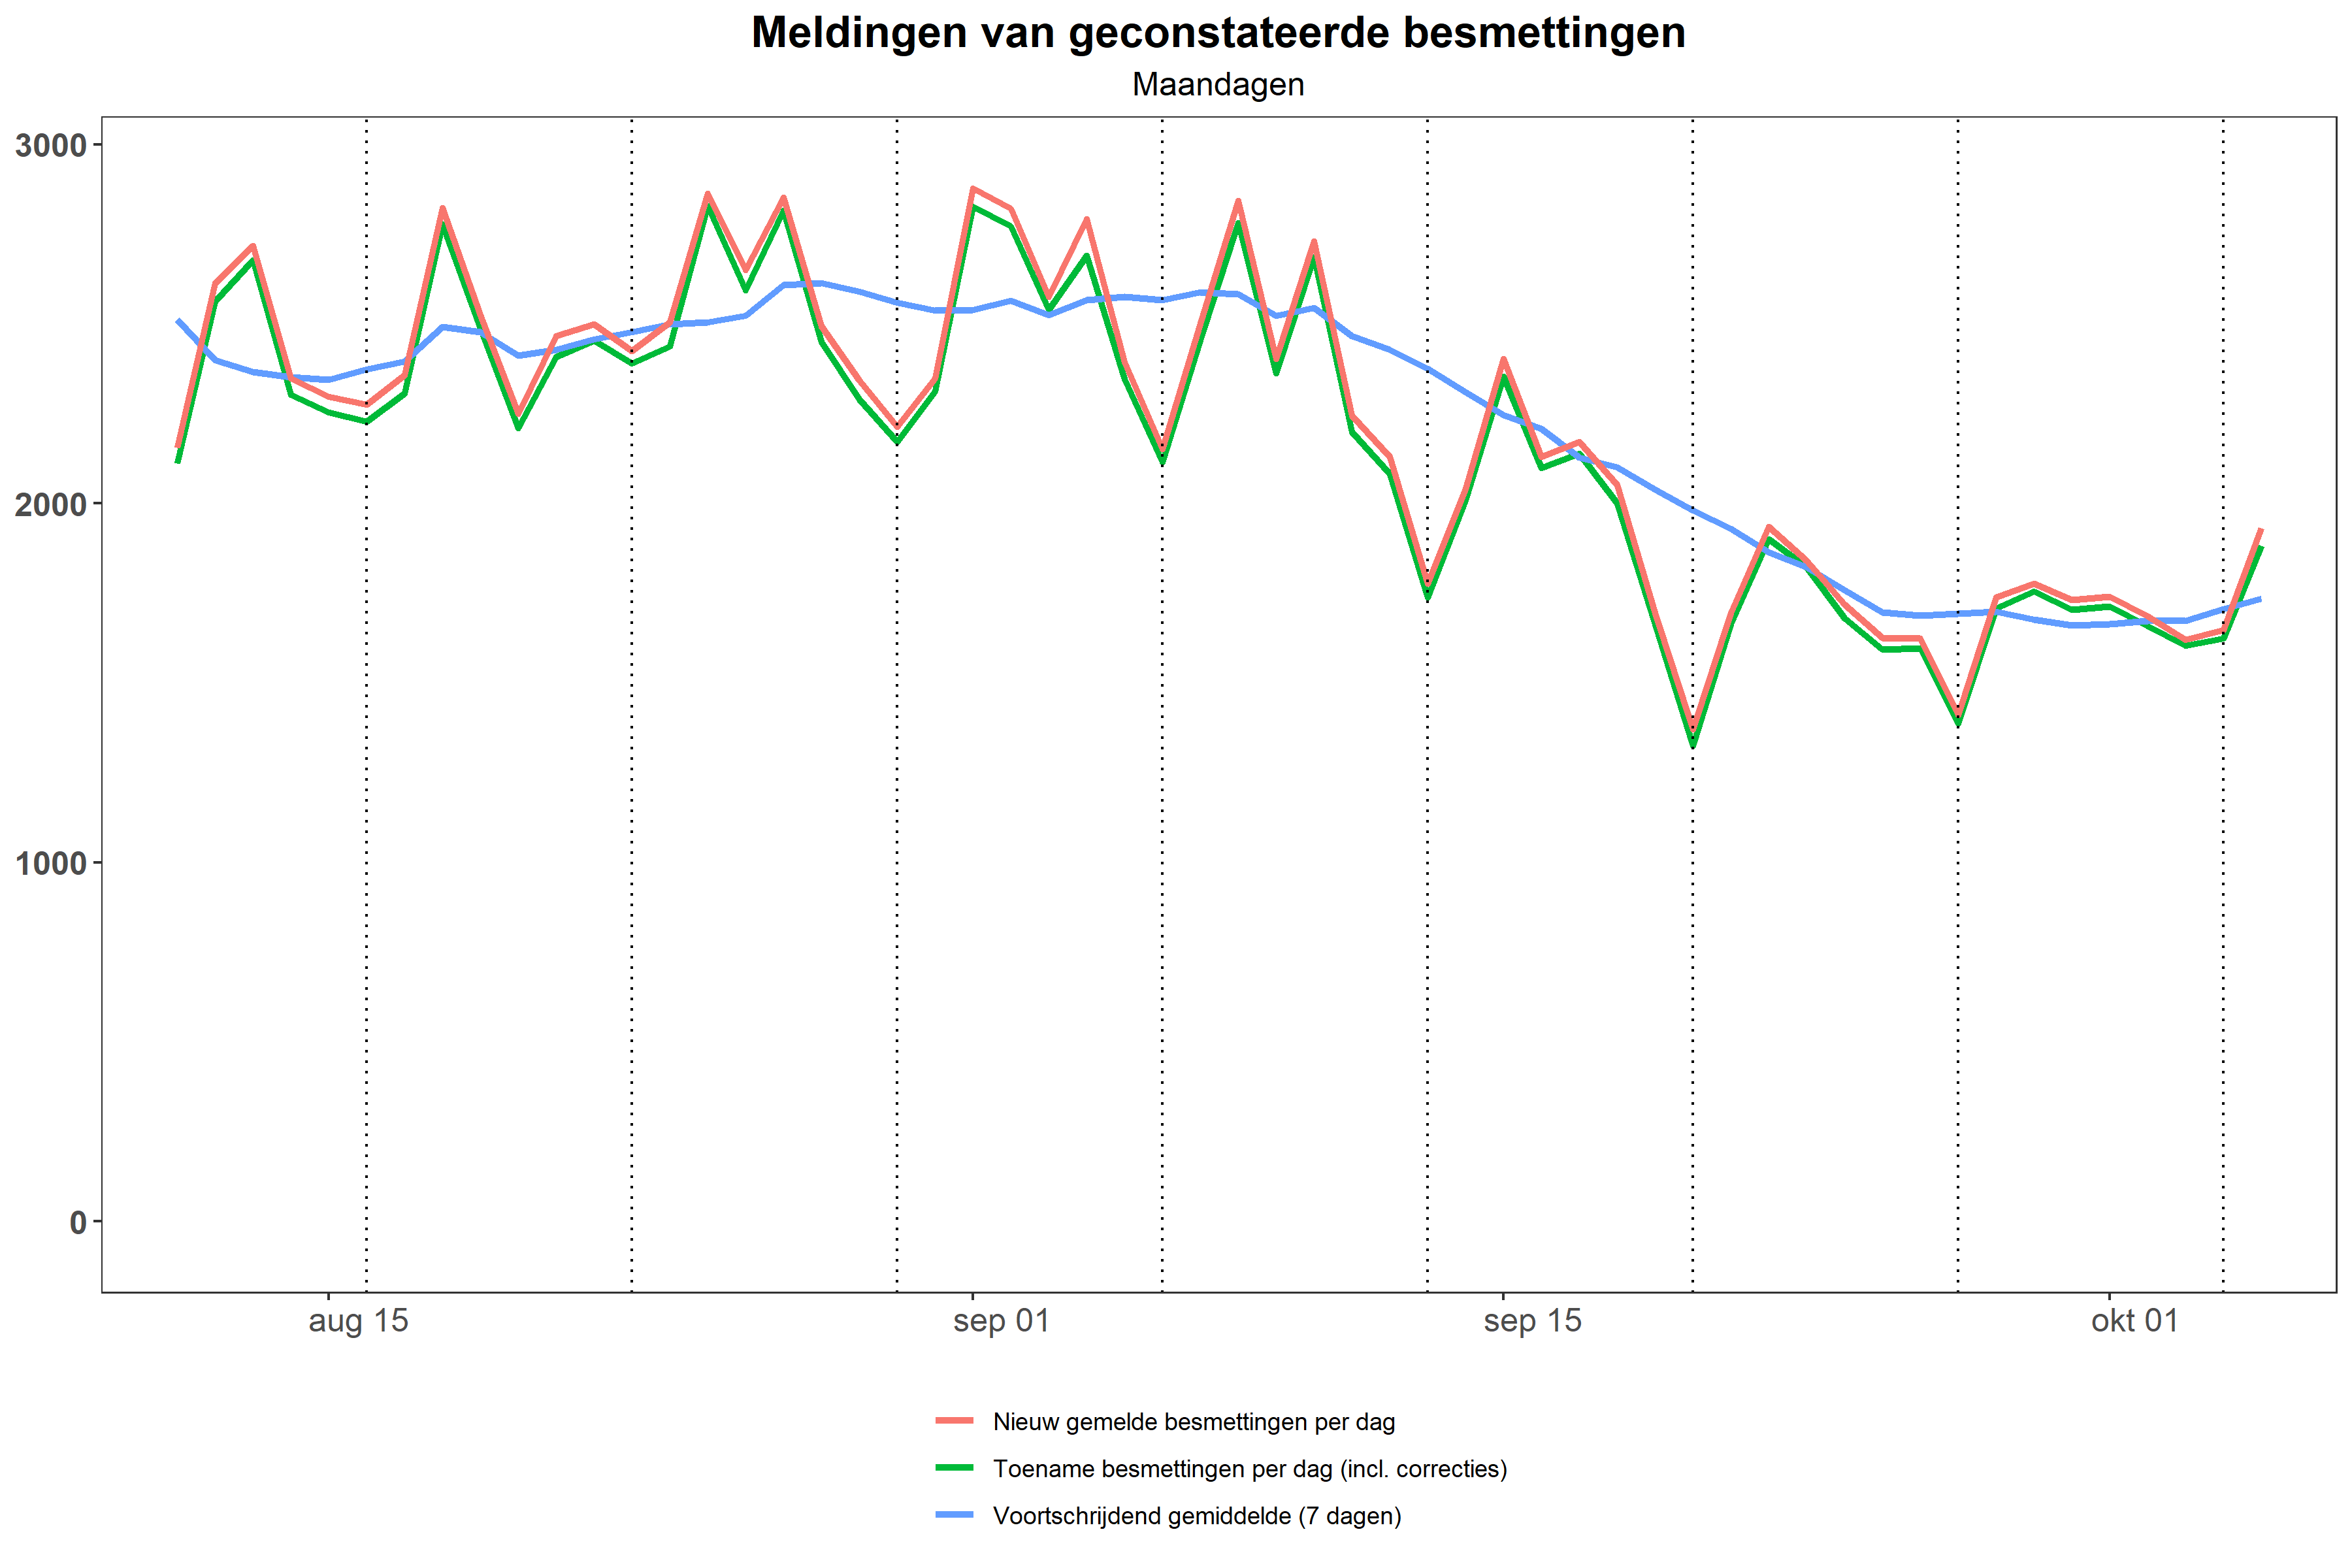 Meldingen van geconstateerde besmettingen
Maandagen
3000
2000
1000
0
aug 15
sep 01
sep 15
okt 01
Nieuw gemelde besmettingen per dag
Toename besmettingen per dag (incl. correcties)
Voortschrijdend gemiddelde (7 dagen)